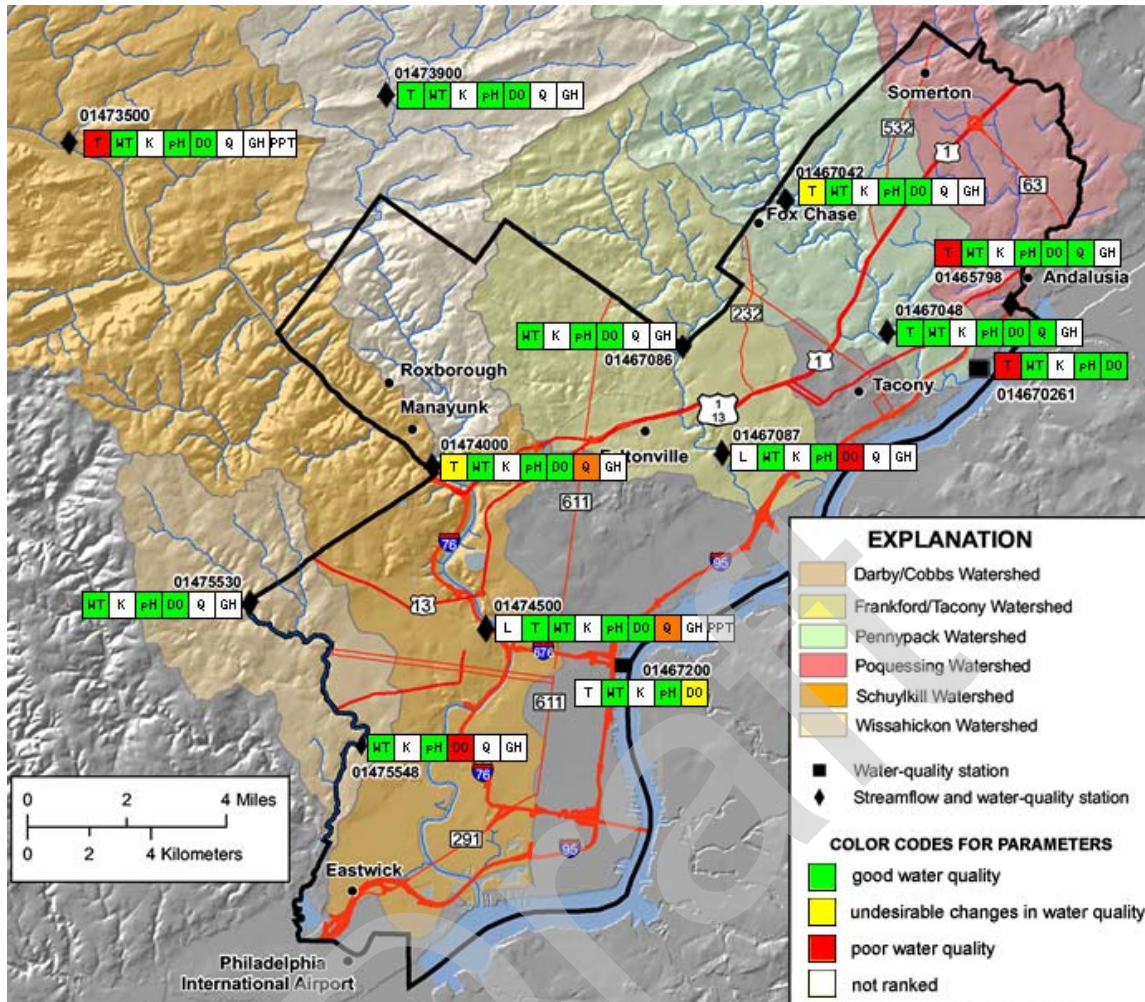 01473900
T WT K pH DO Q GH
01473500
T WT K pH DO Q GH PPT
Somerton
532
1
63
01467042
T WT K pH DO Q GH
Fox Chase
T WT K pH DO Q GH
01465798
Andalusia
01467048
T WT K pH DO Q GH
232
WT K pH DO Q GH
01467086
1
T WT K pH DO
014670261
Roxborough
Tacony
Manayunk
1
13
01474000
T WT K pH DO Q GH
01467087
L WT K pH DO Q GH
611
76
95
01475530
WT K pH DO Q GH
13
01474500
L T WT K pH DO Q GH PPT
676
01467200
T WT K pH DO
611
WT K pH DO Q GH
01475548
76
291
95
Eastwick
Philadelphia
International Airport
0 2 4 Miles
0 2 4 Kilometers
EXPLANATION
Darby/Cobbs Watershed
Frankford/Tacony Watershed
Pennypack Watershed
Poquessing Watershed
Schuylkill Watershed
Wissahickon Watershed
Water-quality station
Streamflow and water-quality station
COLOR CODES FOR PARAMETERS
good water quality
undesirable changes in water quality
poor water quality
not ranked